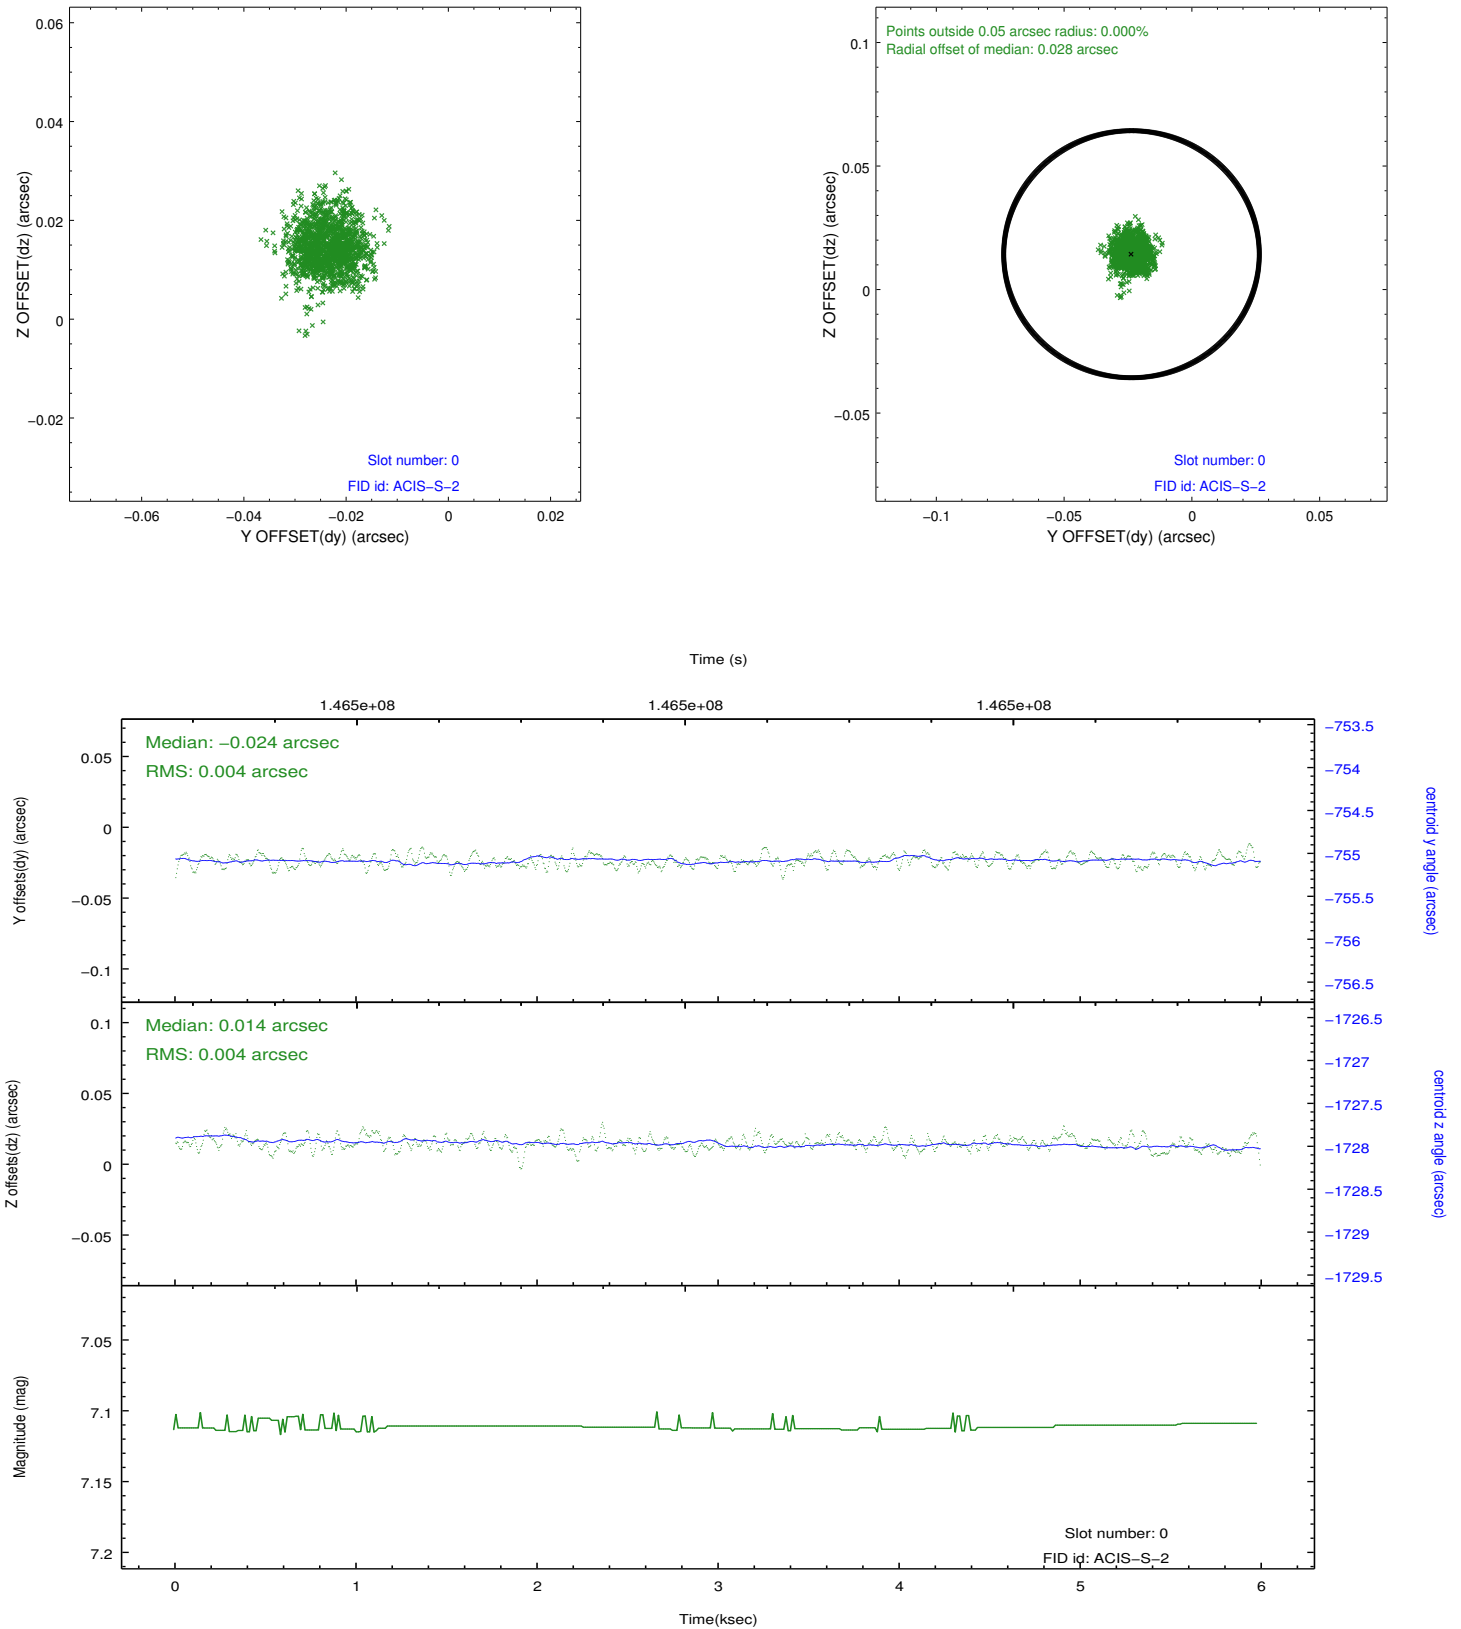 0.06
0.04
0.02
0
−0.02
Z OFFSET(dz) (arcsec)
Slot number: 0
FID id: ACIS−S−2
−0.06 −0.04 −0.02 0 0.02
Y OFFSET(dy) (arcsec)
Points outside 0.05 arcsec radius: 0.000%
Radial offset of median: 0.028 arcsec
0.1
0.05
0
−0.05
Z OFFSET(dz) (arcsec)
Slot number: 0
FID id: ACIS−S−2
−0.1 −0.05 0 0.05
Y OFFSET(dy) (arcsec)
Time (s)
1.465e+08 1.465e+08 1.465e+08
Median: −0.024 arcsec
RMS: 0.004 arcsec
0.05
0
−0.05
−0.1
Y offsets(dy) (arcsec)
−753.5
−754
−754.5
−755
−755.5
−756
−756.5
centroid y angle (arcsec)
Median: 0.014 arcsec
RMS: 0.004 arcsec
0.1
0.05
0
−0.05
Z offsets(dz) (arcsec)
−1726.5
−1727
−1727.5
−1728
−1728.5
−1729
−1729.5
centroid z angle (arcsec)
7.05
7.1
7.15
7.2
Magnitude (mag)
Slot number: 0
FID id: ACIS−S−2
0 1 2 3 4 5 6
Time(ksec)